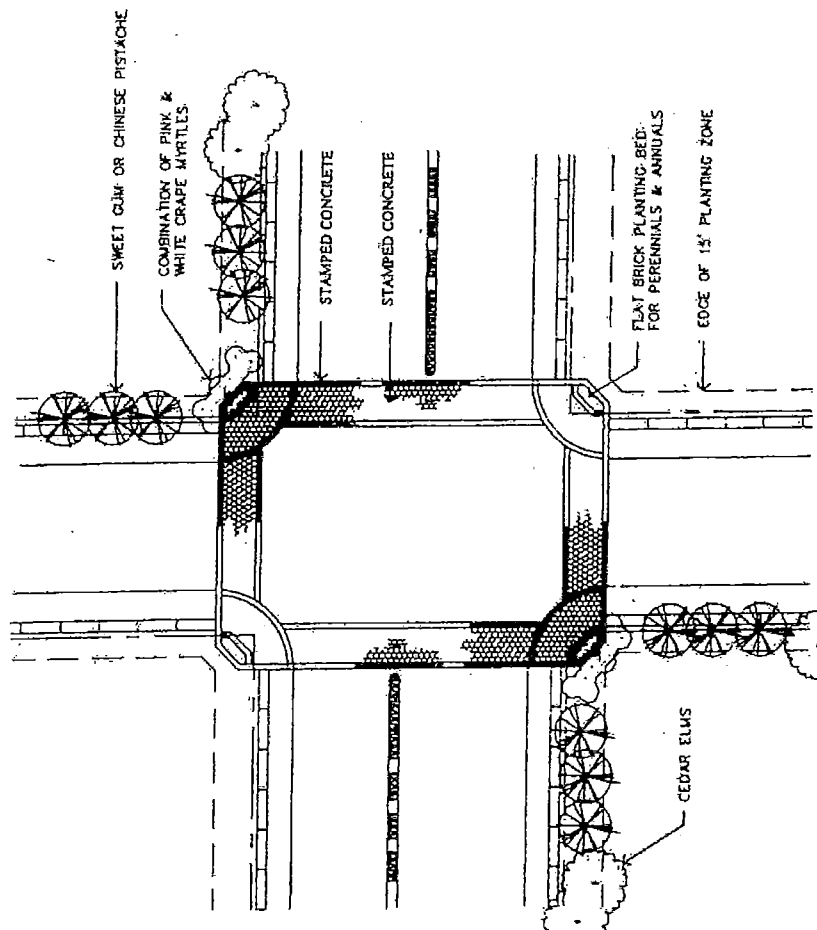 SWEET GUM OR CHINESE PISTACHE
COMBINATION OF PINK &
WHITE CRAPE MYRTLES.
STAMPED CONCRETE
STAMPED CONCRETE
FLAT BRICK PLANTING BED:
FOR PERENNIALS & ANNUALS
EDGE OF 15' PLANTING ZONE
CEDAR ELMS